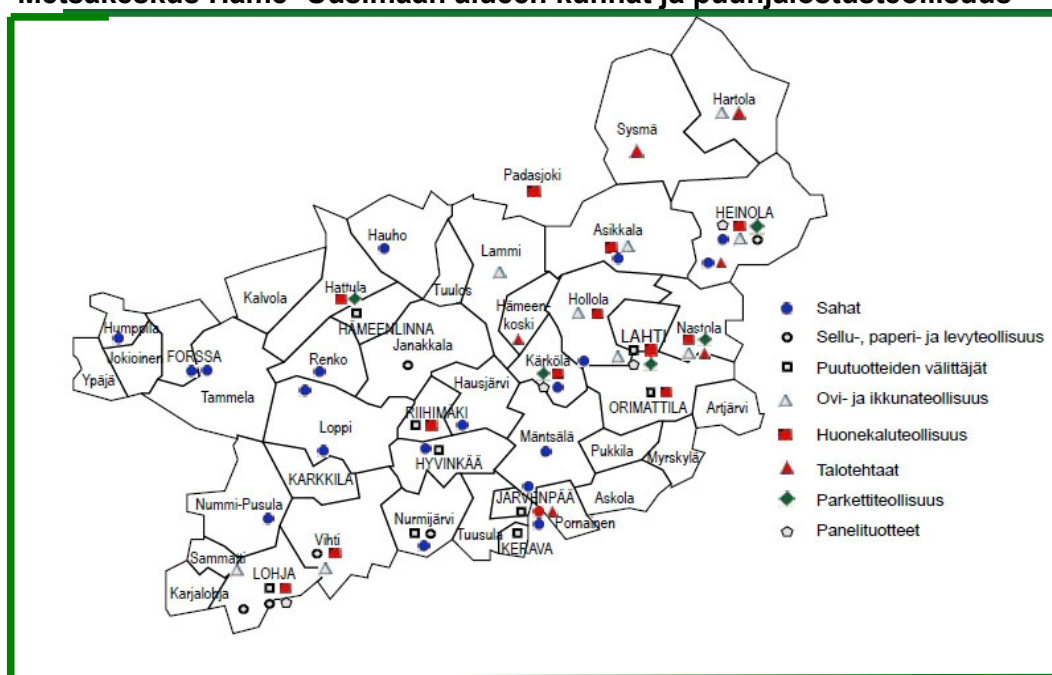 Metsäkeskus Häme -Uusimaan alueen kunnat ja puunjalostusteollisuus
Hartola
Sysmä
Padasjoki
HEINOLA
Asikkala
Hauho
Lammi
Kalvola
Hattula
Tuulos
Hämeen-
koski
Hollola
HÄMEENLINNA
Janakkala
LAHTI
Nastola
Humppila
Jokioinen
FORSSA
Ypäjä
Tammela
Renko
Kärkölä
Hausjärvi
Loppi
RIIHIMÄKI
ORIMATTILA
Artjärvi
Mäntsälä
Pukkila
Myrskylä
HYVINKÄÄ
KARKKILA
Askola
Nummi-Pusula
JÄRVENPÄÄ
Nurmijärvi
Tuusula
Pornainen
KERAVA
Vihti
Sammatti
LOHJA
Karjalohja
Sahat
Sellu-, paperi- ja levyteollisuus
Puutuotteiden välittäjät
Ovi- ja ikkunateollisuus
Huonekaluteollisuus
Talotehtaat
Parkettiteollisuus
Panelituotteet